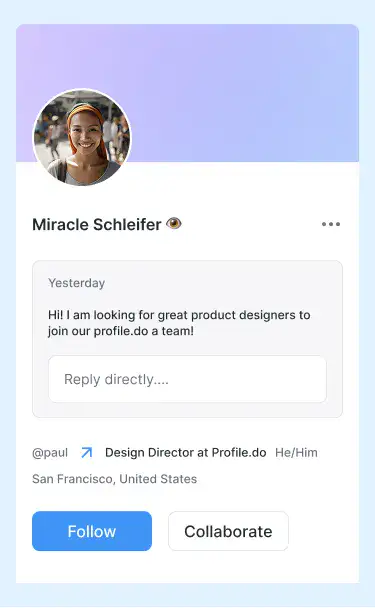 Miracle Schleifer 👁️
Yesterday
Hi! I am looking for great product designers to
join our profile.do a team!
Reply directly....
@paul Design Director at Profile.do He/Him
San Francisco, United States
Follow Collaborate